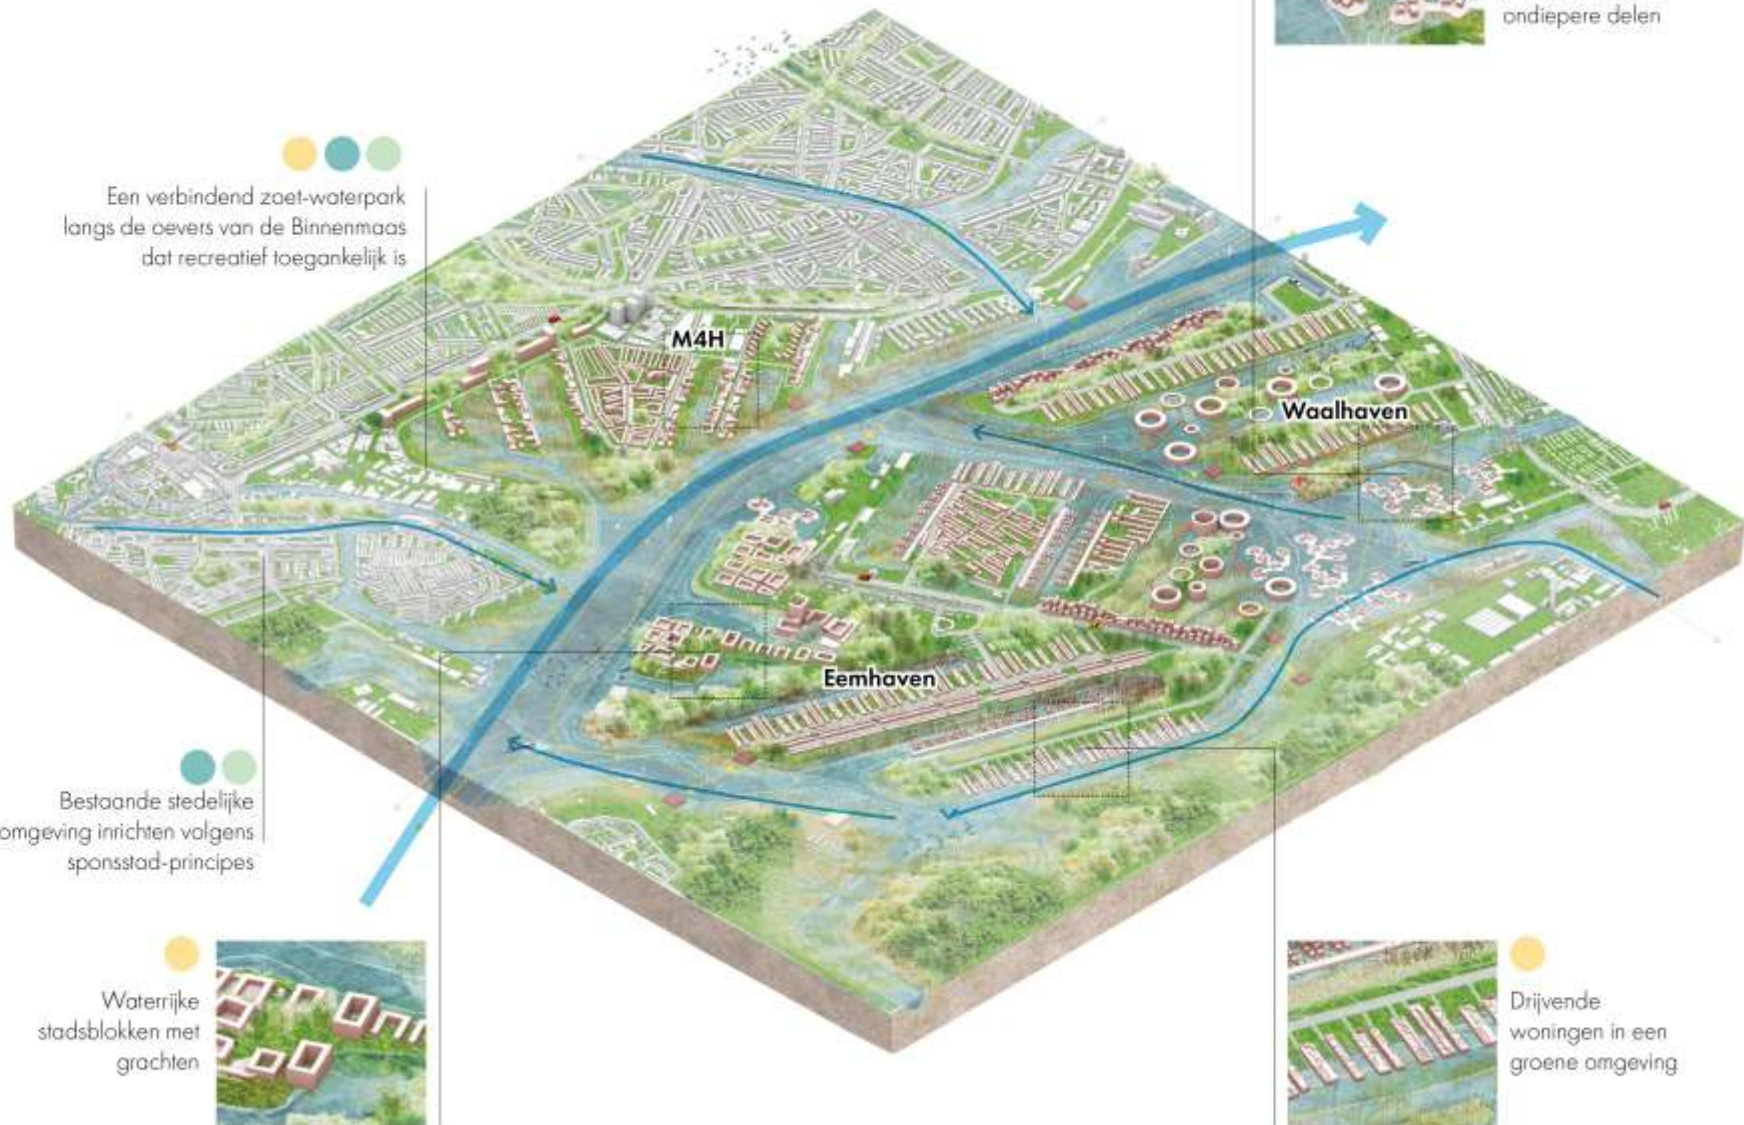 ondiepere delen
Een verbindend zoet-waterpark
langs de oevers van de Binnenmaas
dat recreatief toegankelijk is
M4H
Waalhaven
Eemhaven
Bestaande stedelijke
omgeving inrichten volgens
sponsstad-principes
Waterrijke
stadsblokken met
grachten
Drijvende
woningen in een
groene omgeving